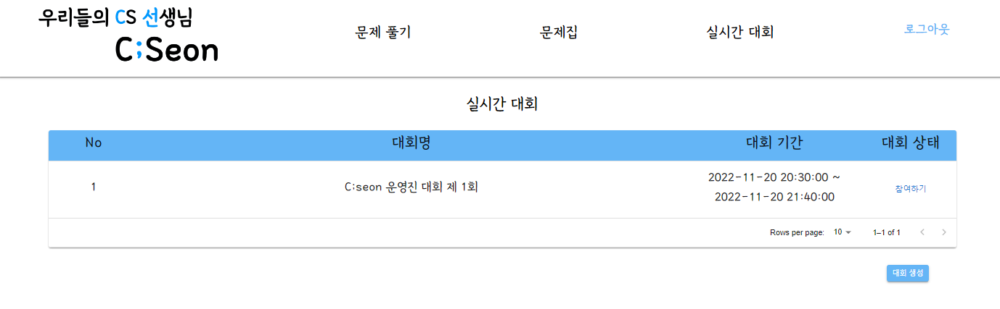 우리들의 CS 선생님
C;Seon
문제 풀기 문제집 실시간 대회 로그아웃
실시간 대회
No 대회명 대회 기간 대회 상태
1 C;seon 운영진 대회 제 1회 2022-11-20 20:30:00 ~
2022-11-20 21:40:00 참여하기
Rows per page: 10 1–1 of 1
대회 생성